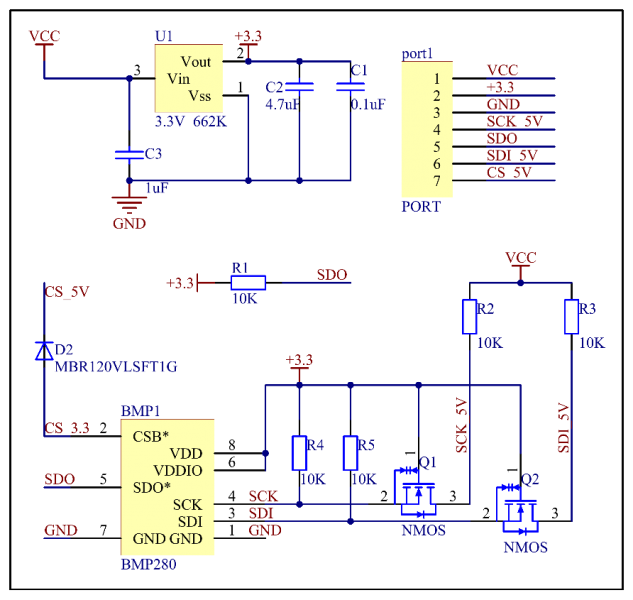 VCC
U1
+3.3
3
Vin
Vout
2
Vss
1
3.3V 662K
C2
4.7uF
C1
0.1uF
C3
1uF
GND
port1
1 VCC
2 +3.3
3 GND
4 SCK_5V
5 SDO
6 SDI_5V
7 CS_5V
PORT
+3.3
R1
10K
SDO
VCC
R2
10K
R3
10K
CS_5V
D2
MBR120VLSFT1G
+3.3
CS_3.3
BMP1
2 CSB*
VDD 8
VDDIO 6
SDO
5 SDO*
SCK 4 SCK
SDI 3 SDI
GND
7 GND GND 1 GND
BMP280
R4
10K
R5
10K
SCK_5V
SDI_5V
1
Q1
2
3
NMOS
1
Q2
2
3
NMOS